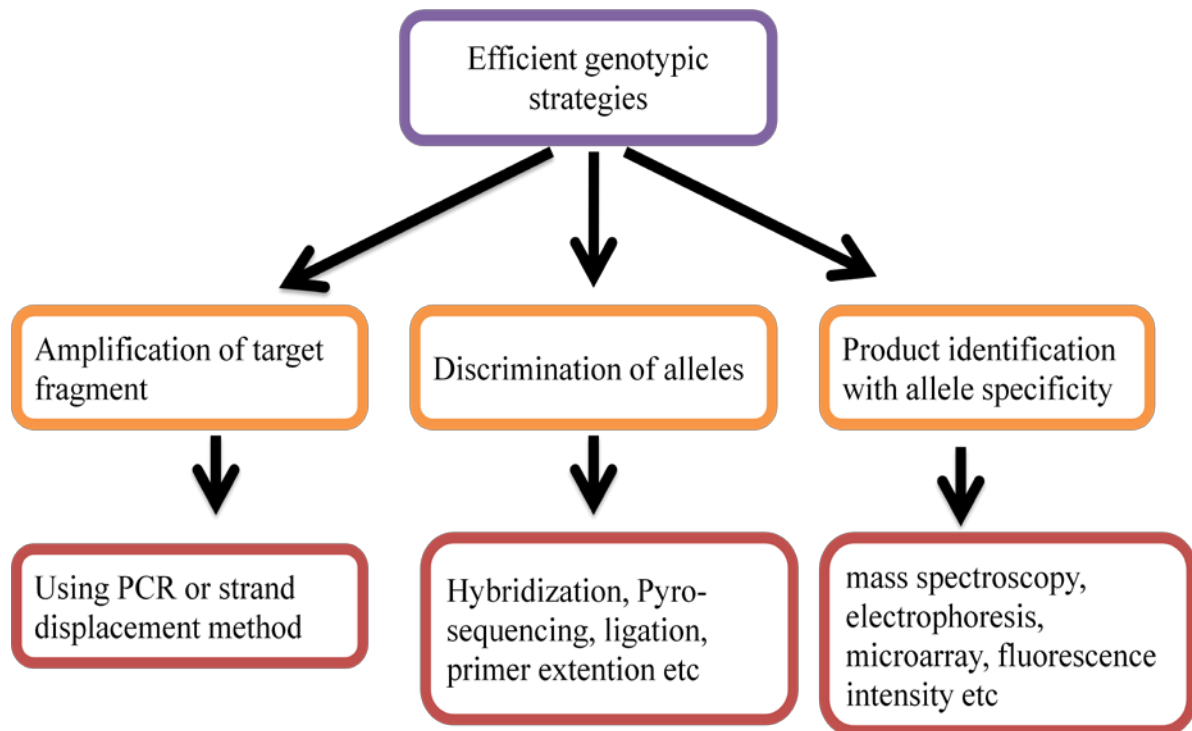 Efficient genotypic
strategies
Amplification of target
fragment
Discrimination of alleles
Product identification
with allele specificity
Using PCR or strand
displacement method
Hybridization, Pyro-
sequencing, ligation,
primer extention etc
mass spectroscopy,
electrophoresis,
microarray, fluorescence
intensity etc